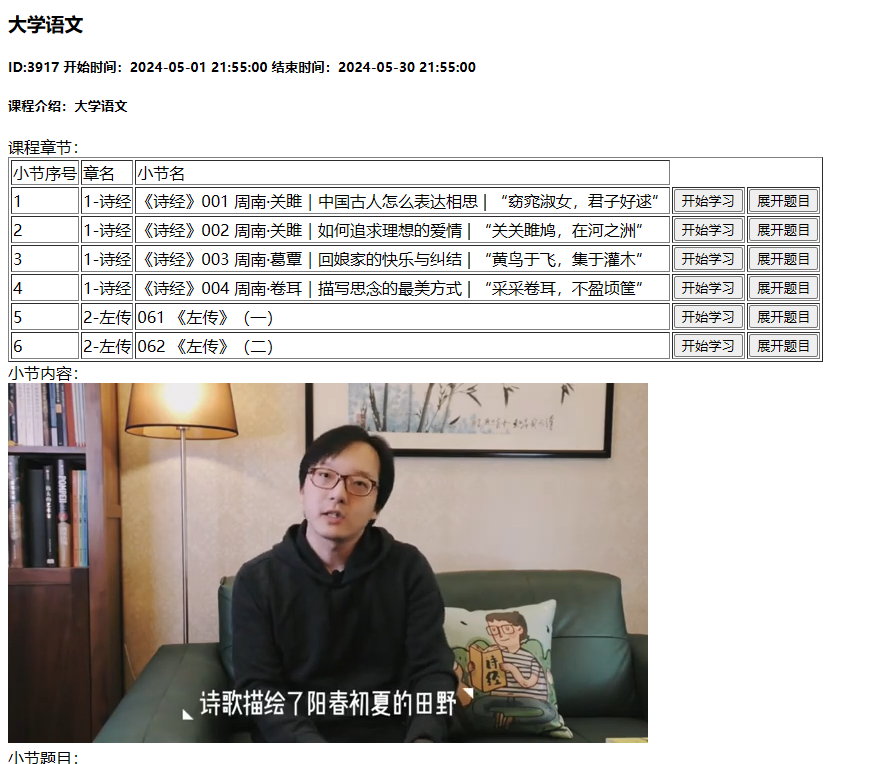 大学语文
ID:3917 开始时间：2024-05-01 21:55:00 结束时间：2024-05-30 21:55:00
课程介绍：大学语文
课程章节：
小节序号 章名 小节名
1 1-诗经 《诗经》001 周南·关雎 | 中国古人怎么表达相思 | “窈窕淑女，君子好逑” 开始学习 展开题目
2 1-诗经 《诗经》002 周南·关雎 | 如何追求理想的爱情 | “关关雎鸠，在河之洲” 开始学习 展开题目
3 1-诗经 《诗经》003 周南·葛覃 | 回娘家的快乐与纠结 | “黄鸟于飞，集于灌木” 开始学习 展开题目
4 1-诗经 《诗经》004 周南·卷耳 | 描写思念的最美方式 | “采采卷耳，不盈顷筐” 开始学习 展开题目
5 2-左传 061 《左传》（一） 开始学习 展开题目
6 2-左传 062 《左传》（二） 开始学习 展开题目
小节内容：
POMPEII
诗经
诗歌描绘了阳春初夏的田野
小节题目：